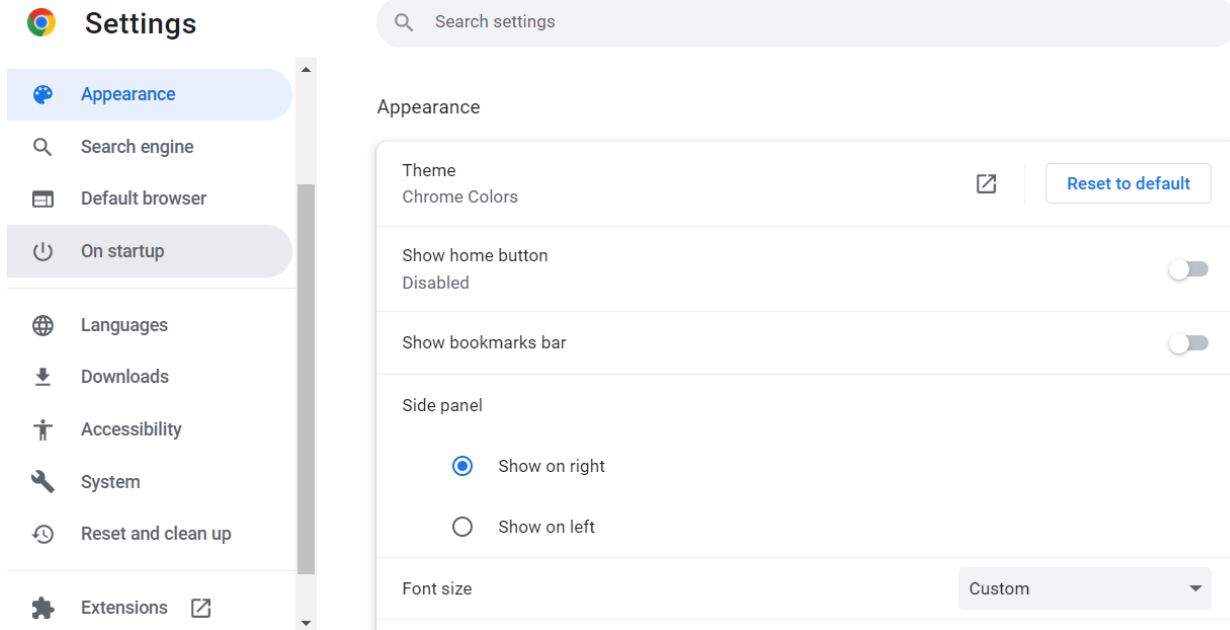 Settings
Search settings
Appearance
Search engine
Default browser
On startup
Languages
Downloads
Accessibility
System
Reset and clean up
Extensions
Appearance
Theme
Chrome Colors
Reset to default
Show home button
Disabled
Show bookmarks bar
Side panel
Show on right
Show on left
Font size
Custom